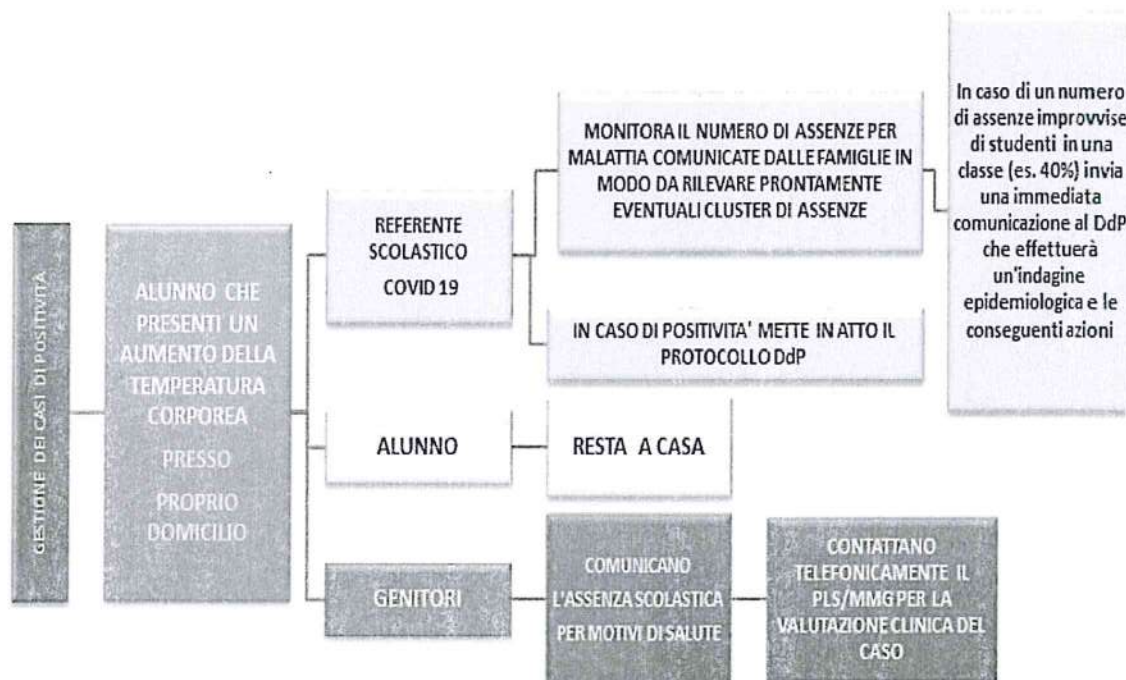 GESTIONE DEI CASI DI POSITIVITÀ
ALUNNO CHE
PRESENTI UN
AUMENTO DELLA
TEMPERATURA
CORPOREA
PRESSO
PROPRIO
DOMICILIO
REFERENTE
SCOLASTICO
COVID 19
MONITORA IL NUMERO DI ASSENZE PER
MALATTIA COMUNICATE DALLE FAMIGLIE IN
MODO DA RILEVARE PRONTAMENTE
EVENTUALI CLUSTER DI ASSENZE
In caso di un numero
di assenze improvvise
di studenti in una
classe (es. 40%) invia
una immediata
comunicazione al DdP
che effettuerà
un'indagine
epidemiologica e le
conseguenti azioni
IN CASO DI POSITIVITA' METTE IN ATTO IL
PROTOCOLLO DdP
ALUNNO
RESTA A CASA
GENITORI
COMUNICANO
L'ASSENZA SCOLASTICA
PER MOTIVI DI SALUTE
CONTATTANO
TELEFONICAMENTE IL
PLS/MMG PER LA
VALUTAZIONE CLINICA DEL
CASO